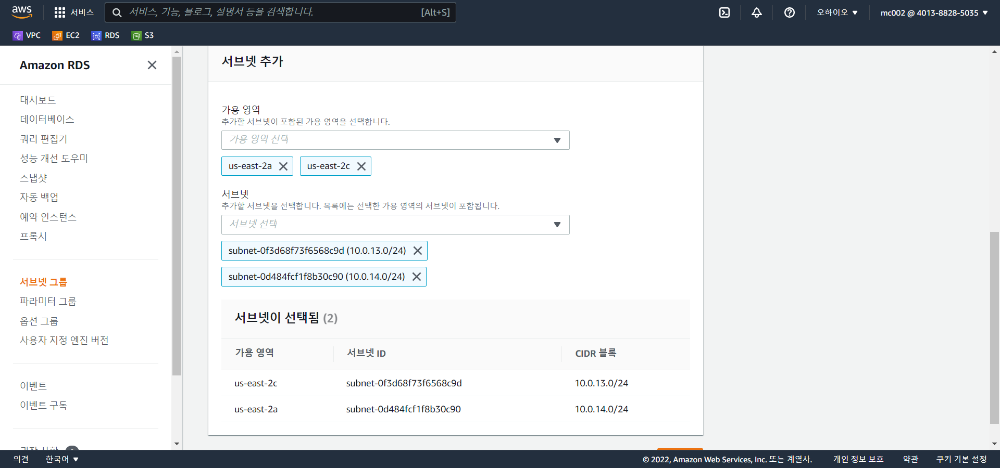 aws
서비스
서비스, 기능, 블로그, 설명서 등을 검색합니다.
[Alt+S]
오하이오
mc002 @ 4013-8828-5035
VPC
EC2
RDS
S3
Amazon RDS
대시보드
데이터베이스
쿼리 편집기
성능 개선 도우미
스냅샷
자동 백업
예약 인스턴스
프록시
서브넷 그룹
파라미터 그룹
옵션 그룹
사용자 지정 엔진 버전
이벤트
이벤트 구독
서브넷 추가
가용 영역
추가할 서브넷이 포함된 가용 영역을 선택합니다.
가용 영역 선택
us-east-2a
us-east-2c
서브넷
추가할 서브넷을 선택합니다. 목록에는 선택한 가용 영역의 서브넷이 포함됩니다.
서브넷 선택
subnet-0f3d68f73f6568c9d (10.0.13.0/24)
subnet-0d484fcf1f8b30c90 (10.0.14.0/24)
서브넷이 선택됨 (2)
가용 영역
서브넷 ID
CIDR 블록
us-east-2c
subnet-0f3d68f73f6568c9d
10.0.13.0/24
us-east-2a
subnet-0d484fcf1f8b30c90
10.0.14.0/24
의견
한국어
© 2022, Amazon Web Services, Inc. 또는 계열사.
개인 정보 보호
약관
쿠키 기본 설정